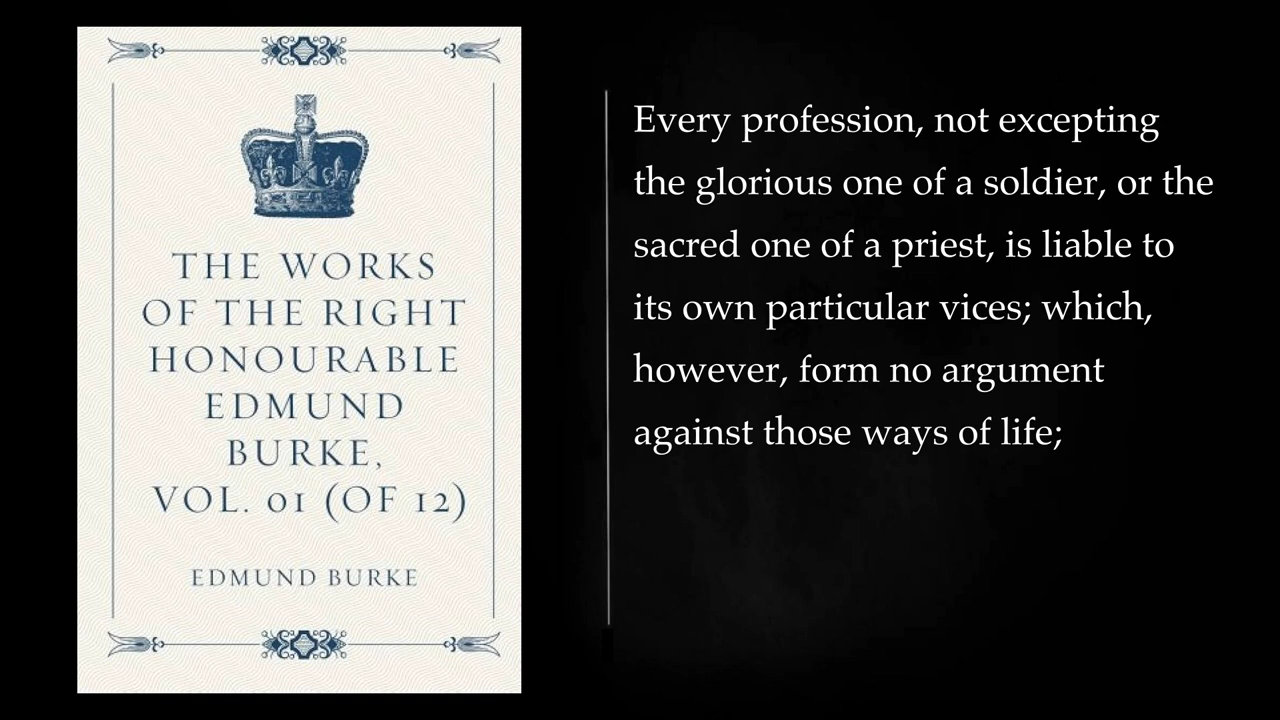 THE WORKS
OF THE RIGHT
HONOURABLE
EDMUND
BURKE,
VOL. 01 (OF 12)
EDMUND BURKE
Every profession, not excepting
the glorious one of a soldier, or the
sacred one of a priest, is liable to
its own particular vices; which,
however, form no argument
against those ways of life;